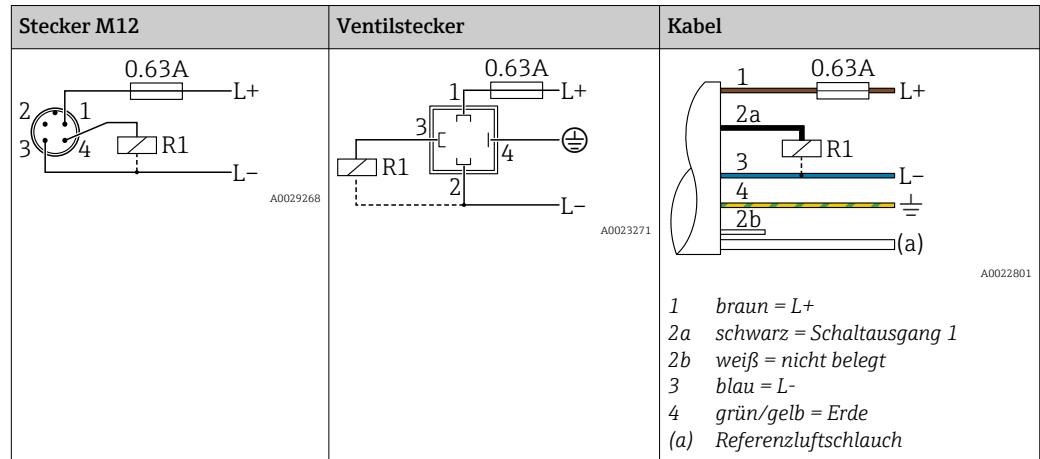 Stecker M12
Ventilstecker
Kabel
0.63A
L+
2
1
3
4
R1
L–
A0029268
0.63A
1
L+
3
4
R1
2
L–
A0023271
1
0.63A
L+
2a
R1
3
L–
4
2b
(a)
A0022801
1 braun = L+
2a schwarz = Schaltausgang 1
2b weiß = nicht belegt
3 blau = L-
4 grün/gelb = Erde
(a) Referenzluftschlauch